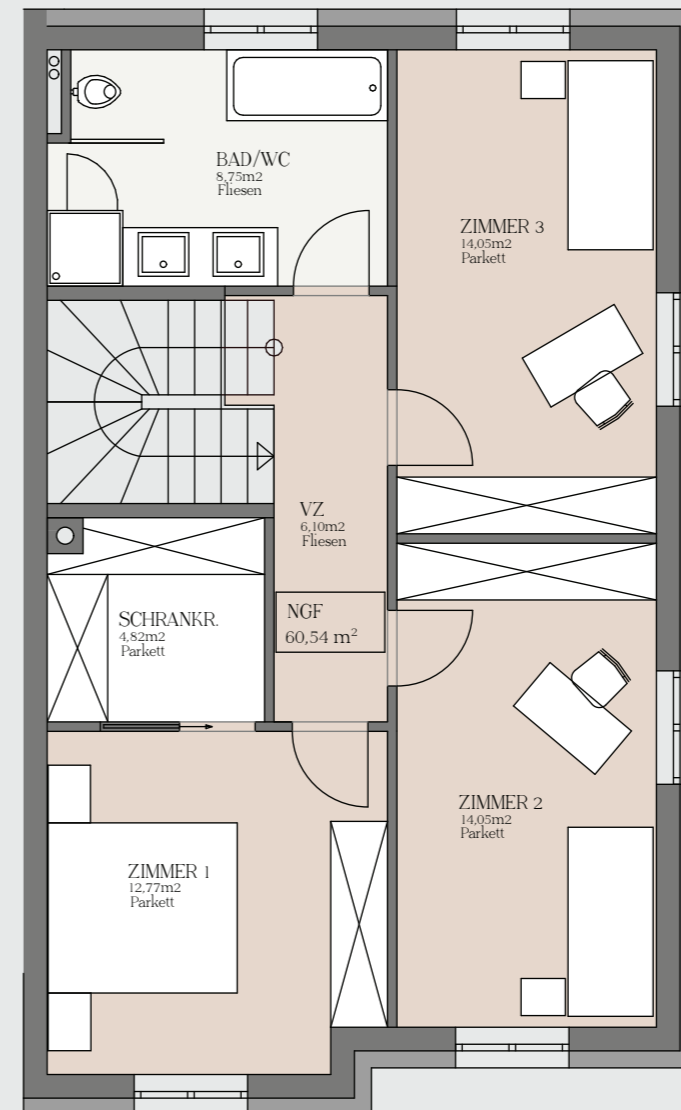 BAD/WC
8,75m2
Fliesen
ZIMMER 3
14,05m2
Parkett
VZ
6,10m2
Fliesen
NGF
60,54 m²
SCHRANKR.
4,82m2
Parkett
ZIMMER 2
14,05m2
Parkett
ZIMMER 1
12,77m2
Parkett